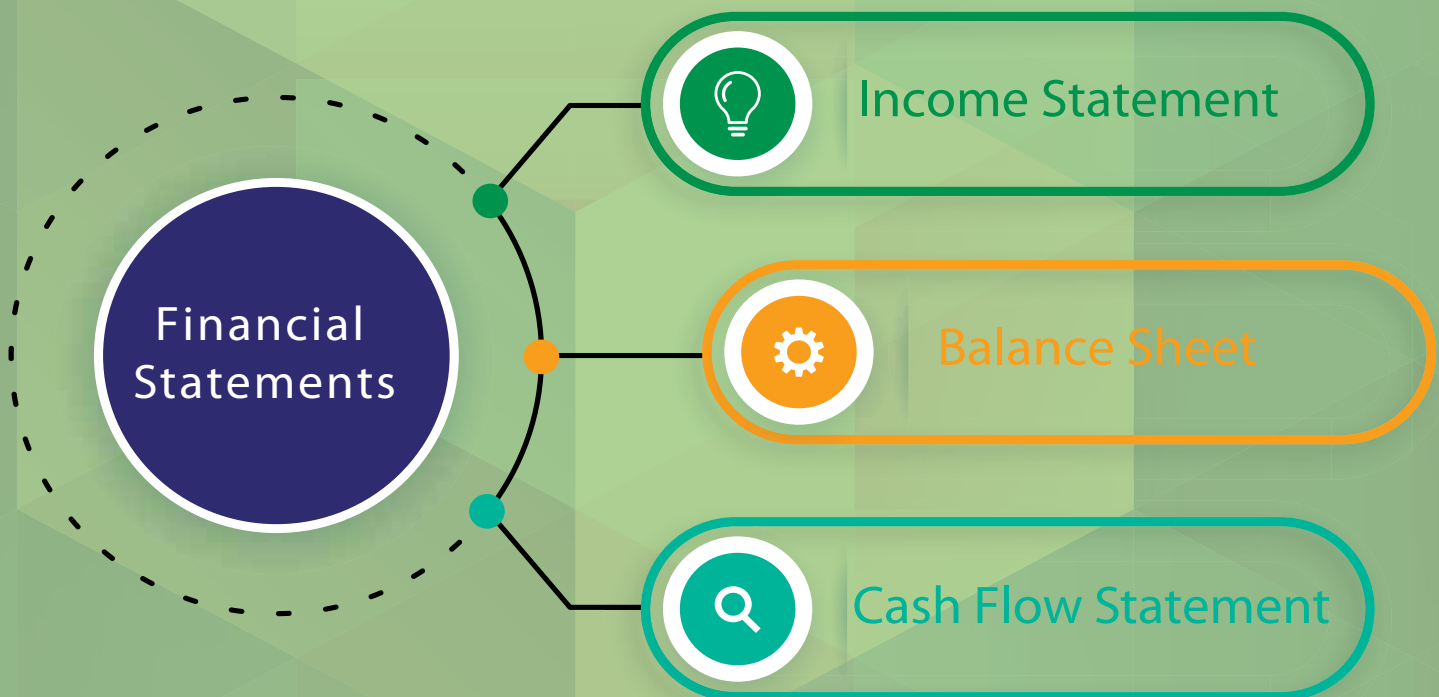 Financial
Statements
Income Statement
Balance Sheet
Cash Flow Statement